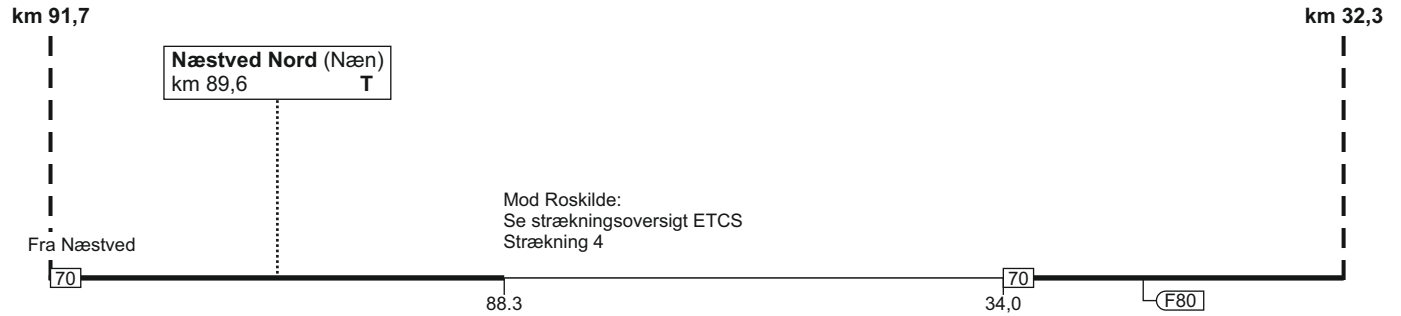 km 91,7
km 32,3
Næstved Nord (Næn)
km 89,6 T
Mod Roskilde:
Se strækningsoversigt ETCS
Strækning 4
Fra Næstved
70
70
88.3
34,0
F80